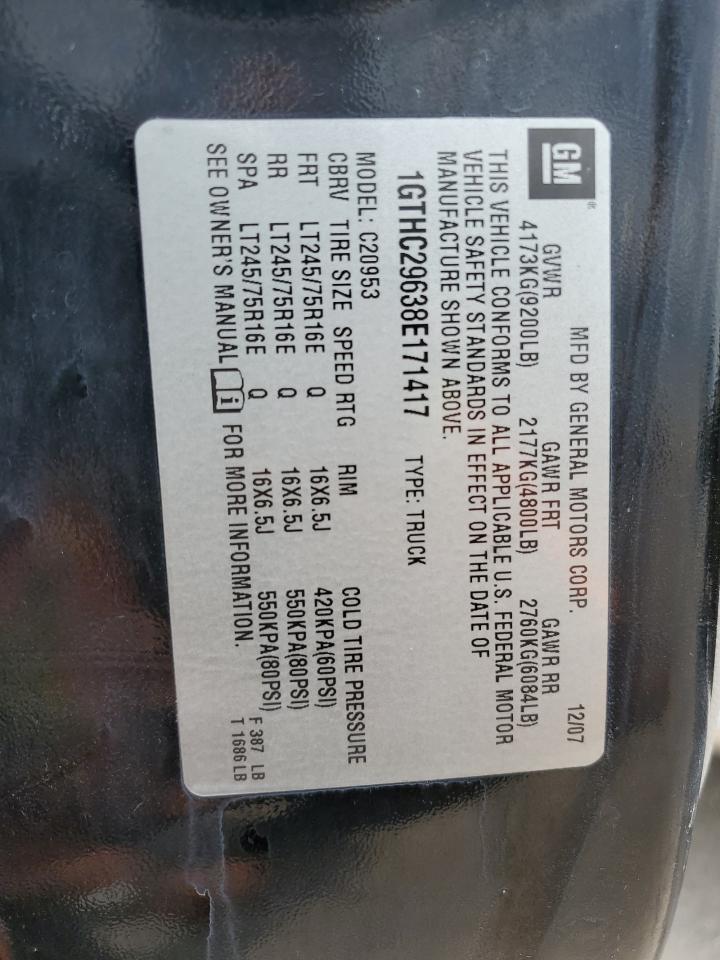 GM
MFD BY GENERAL MOTORS CORP. 12/07
GVWR GAWR FRT GAWR RR
4173KG(9200LB) 2177KG(4800LB) 2760KG(6084LB)
THIS VEHICLE CONFORMS TO ALL APPLICABLE U.S. FEDERAL MOTOR
VEHICLE SAFETY STANDARDS IN EFFECT ON THE DATE OF
MANUFACTURE SHOWN ABOVE.
1GTHC29638E171417 TYPE: TRUCK
MODEL: C20953
CBRV TIRE SIZE SPEED RTG RIM COLD TIRE PRESSURE
FRT LT245/75R16E Q 16X6.5J 420KPA(60PSI)
RR LT245/75R16E Q 16X6.5J 550KPA(80PSI)
SPA LT245/75R16E Q 16X6.5J 550KPA(80PSI)
SEE OWNER'S MANUAL i FOR MORE INFORMATION.
F 387 LB
T 1686 LB